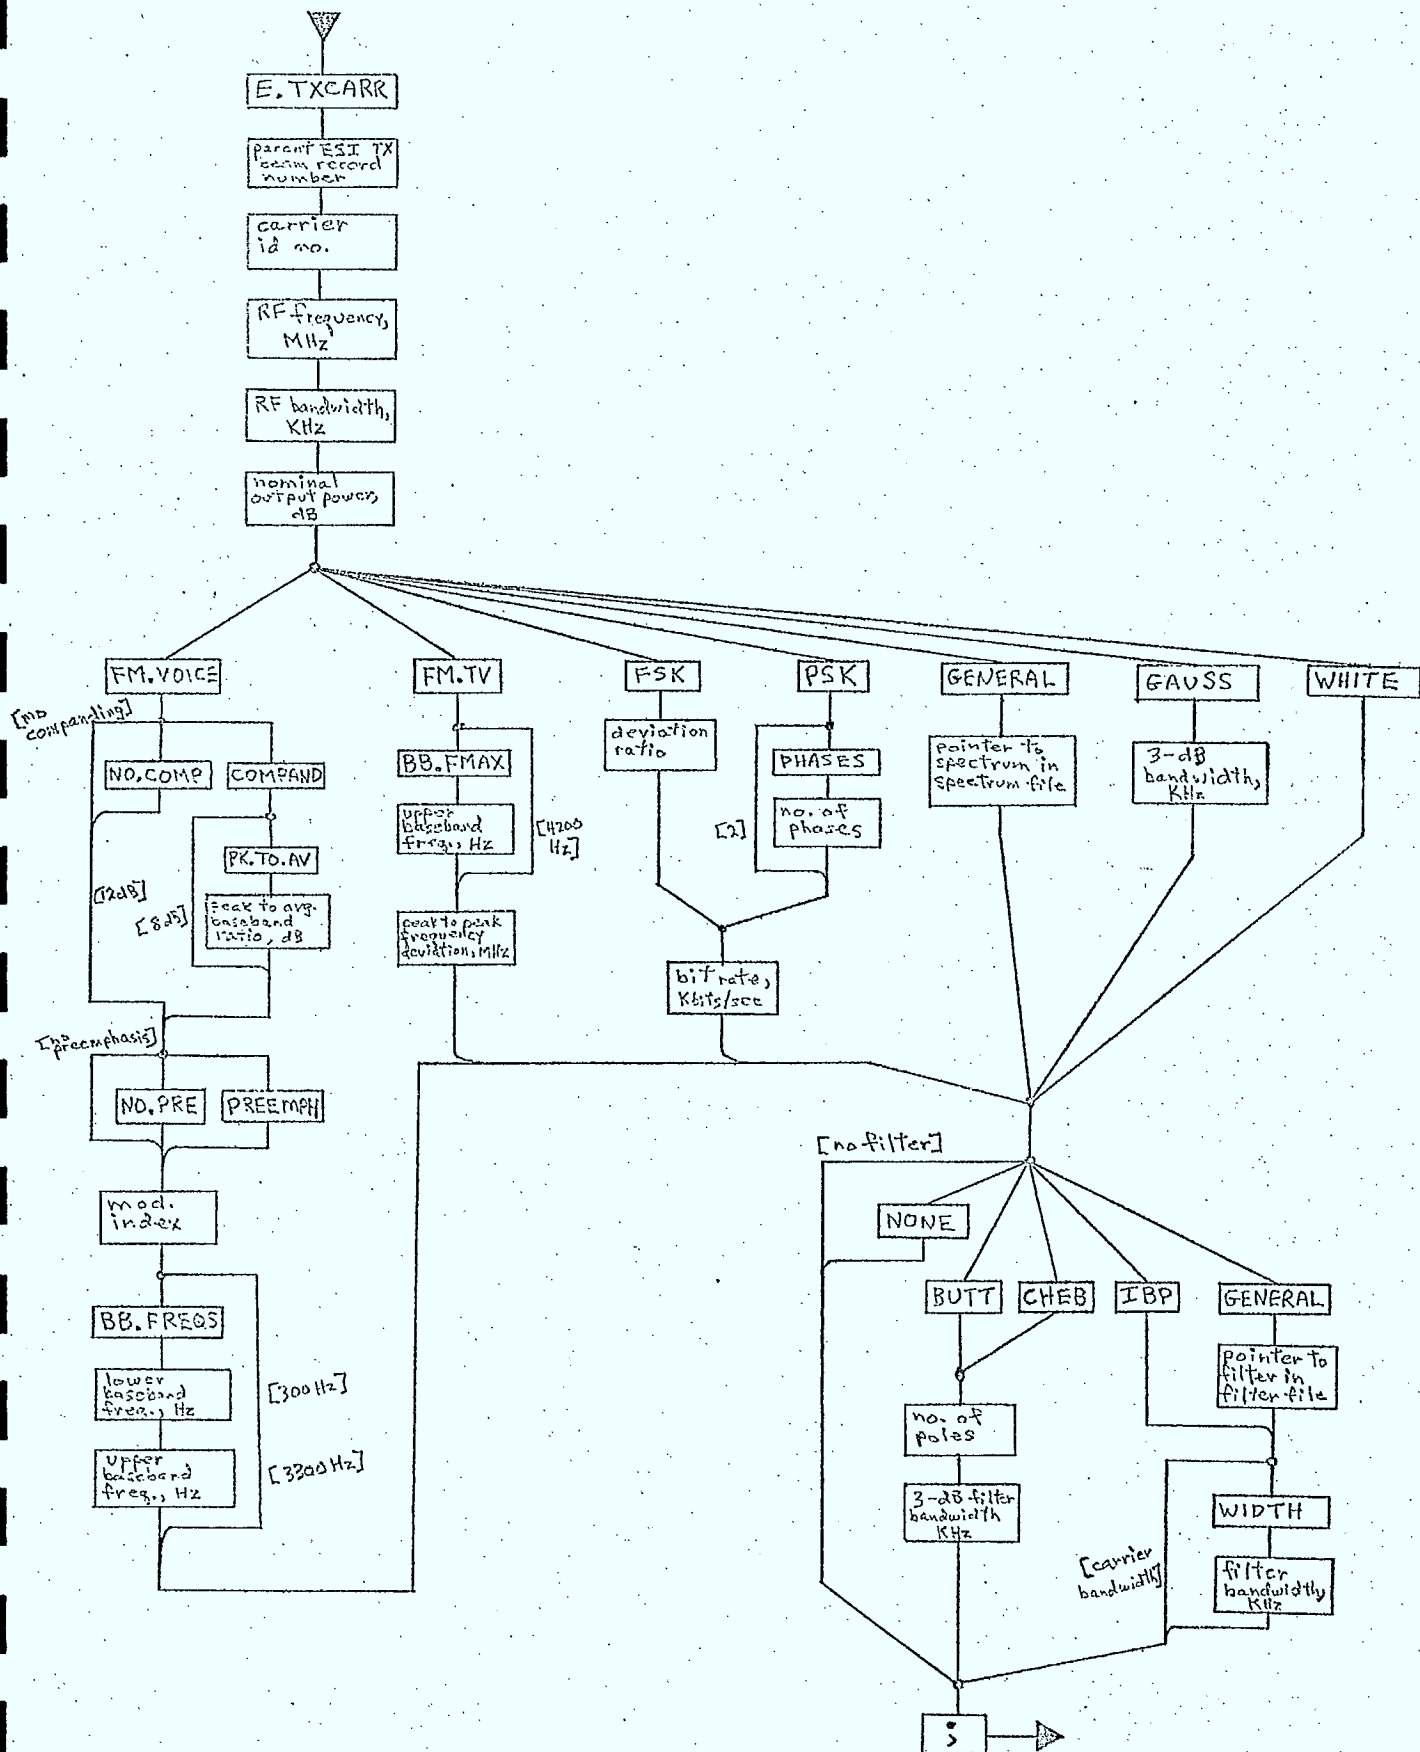 E.TXCARR
parent ESI TX
beam record
number
carrier
id no.
RF frequency,
MHz
RF bandwidth,
KHz
nominal
output power,
dB
FM.VOICE
FM.TV
FSK
PSK
GENERAL
GAUSS
WHITE
[no
companding]
NO.COMP
COMPAND
PK.TO.AV
peak to avg.
baseband
ratio, dB
[12dB]
[8dB]
BB.FMAX
upper
baseband
freq., Hz
[4200
Hz]
peak to peak
frequency
deviation, MHz
deviation
ratio
PHASES
no. of
phases
[2]
bit rate,
Kbits/sec
pointer to
spectrum in
spectrum file
3-dB
bandwidth,
KHz
[no
preemphasis]
NO.PRE
PREEMPH
mod.
index
BB.FREQS
lower
baseband
freq., Hz
[300Hz]
upper
baseband
freq., Hz
[3300Hz]
[no filter]
NONE
BUTT
CHEB
IBP
GENERAL
no. of
poles
3-dB filter
bandwidth
KHz
pointer to
filter in
filter file
WIDTH
filter
bandwidth,
KHz
[carrier
bandwidth]
;